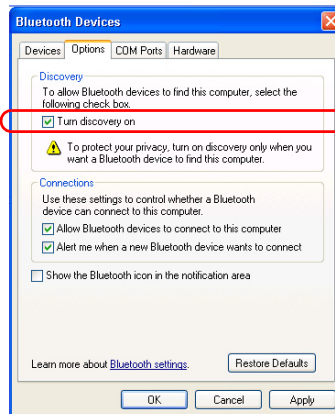 Bluetooth Devices
Devices Options COM Ports Hardware
Discovery
To allow Bluetooth devices to find this computer, select the
following check box.
Turn discovery on
To protect your privacy, turn on discovery only when you
want a Bluetooth device to find this computer.
Connections
Use these settings to control whether a Bluetooth
device can connect to this computer.
Allow Bluetooth devices to connect to this computer
Alert me when a new Bluetooth device wants to connect
Show the Bluetooth icon in the notification area
Learn more about Bluetooth settings. Restore Defaults
OK Cancel Apply